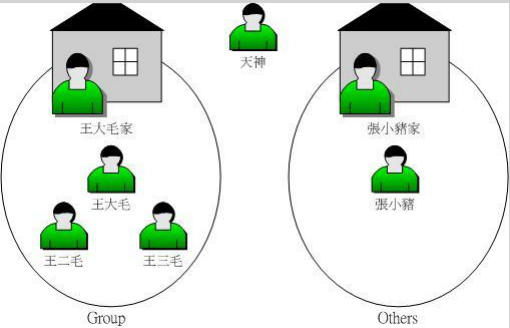 天神
王大毛家
張小豬家
王大毛
張小豬
王二毛
王三毛
Group
Others